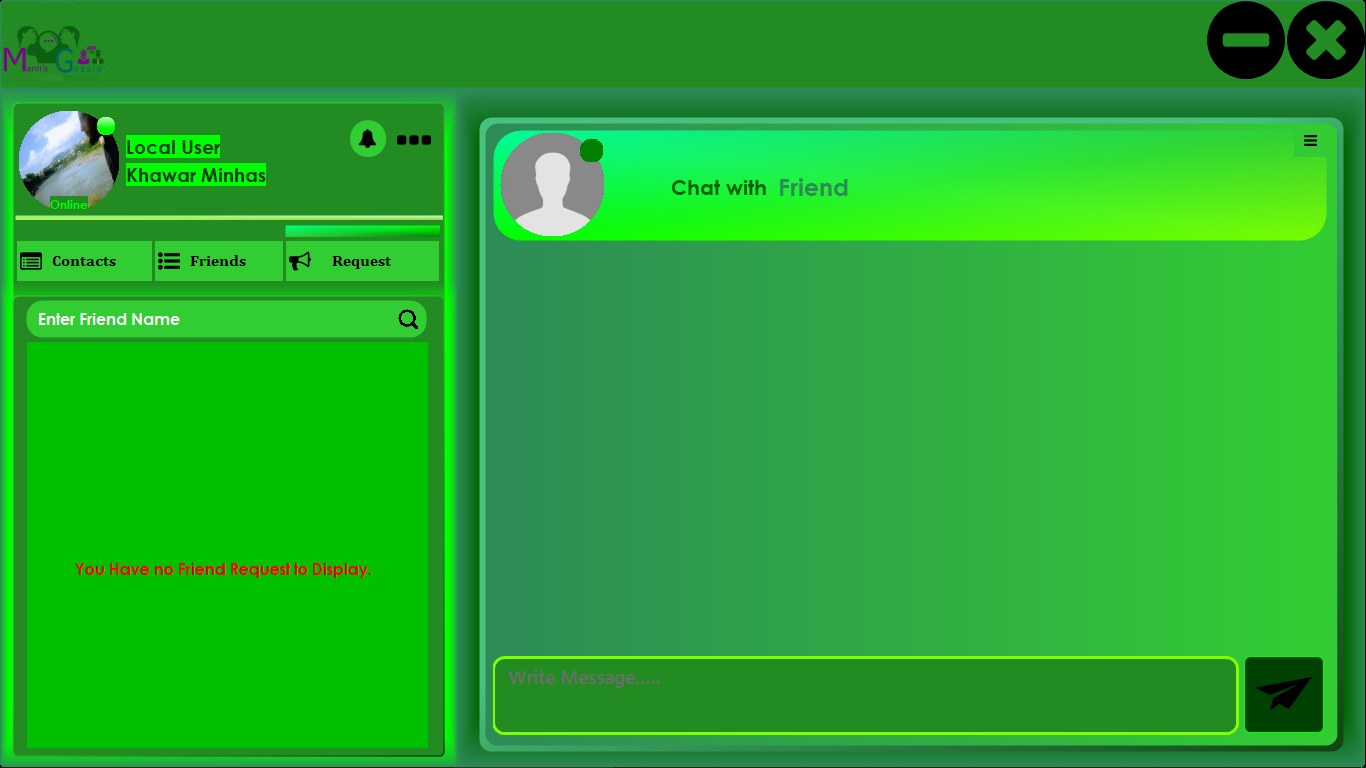 Mani's Gossip
Local User
Khawar Minhas
Online
Contacts
Friends
Request
Enter Friend Name
You Have no Friend Request to Display.
Chat with Friend
Write Message.....